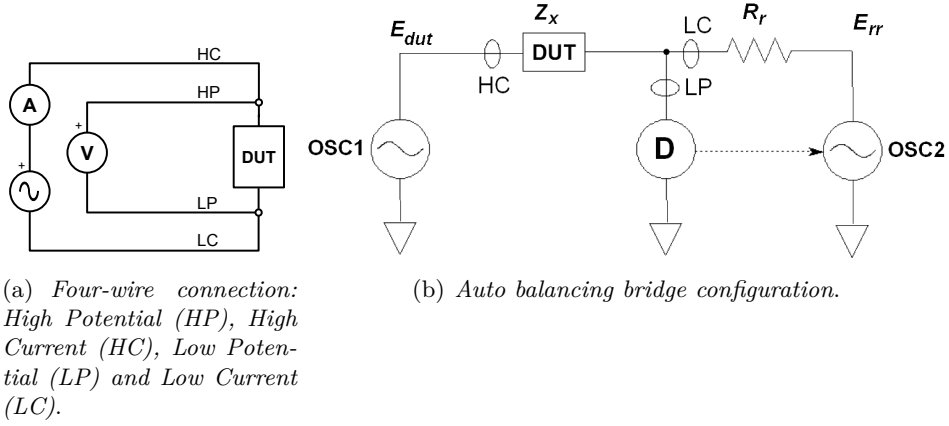 HC
A
HP
+
V
DUT
+
LP
LC
(a) Four-wire connection:
High Potential (HP), High
Current (HC), Low Poten-
tial (LP) and Low Current
(LC).
E_dut
Z_x
LC
R_r
E_rr
DUT
HC
LP
OSC1
D
OSC2
(b) Auto balancing bridge configuration.